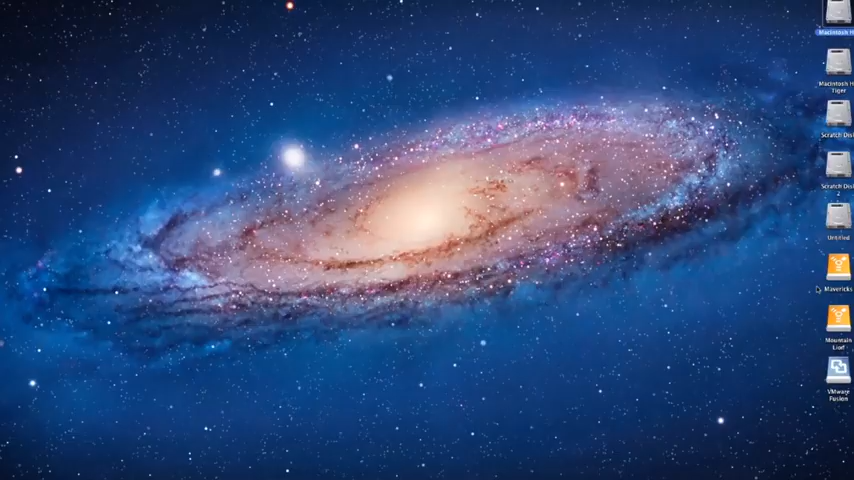 Macintosh H
Macintosh H
Tiger
Scratch Dis
Scratch Dis
Untitled
Mavericks
Mountain
Lion
VMware
Fusion